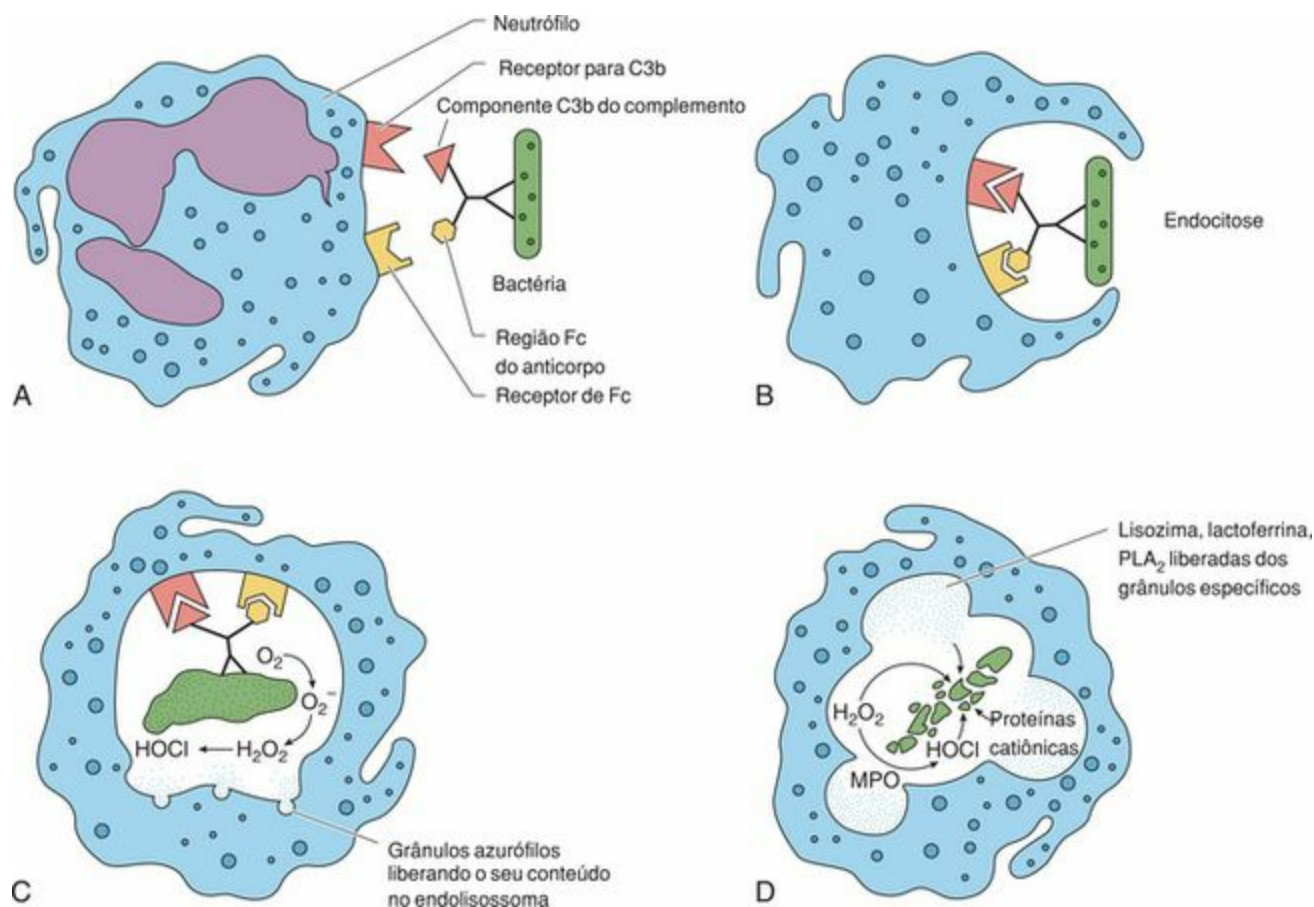 Neutrófilo
Receptor para C3b
Componente C3b do complemento
Bactéria
Região Fc
do anticorpo
Receptor de Fc
A
Endocitose
B
O₂
O₂⁻
HOCl
H₂O₂
Grânulos azurófilos
liberando o seu conteúdo
no endolisossoma
C
Lisozima, lactoferrina,
PLA₂ liberadas dos
grânulos específicos
H₂O₂
Proteínas
catiônicas
HOCl
MPO
D